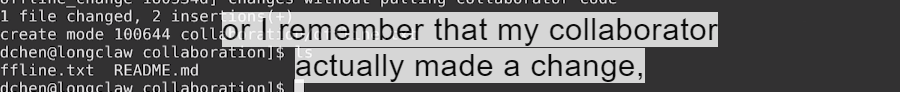 1 file changed, 2 insertions(+)
create mode 100644
or I remember that my collaborator
dchen@longclaw collaboration]$ ls
ffline.txt README.md
actually made a change,
dchen@longclaw collaboration]$